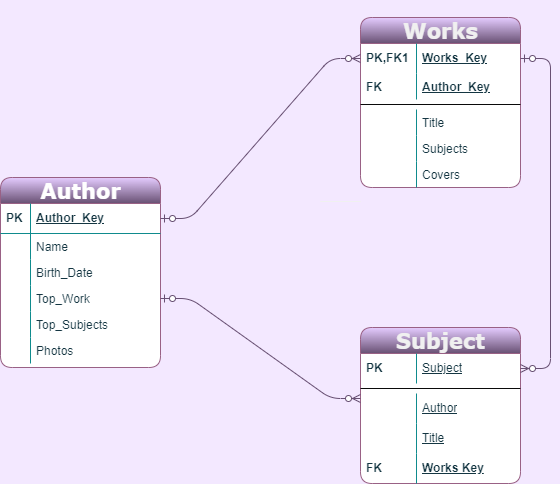 Works
PK,FK1 Works_Key
FK Author_Key
Title
Subjects
Covers
Author
PK Author_Key
Name
Birth_Date
Top_Work
Top_Subjects
Photos
Subject
PK Subject
Author
Title
FK Works Key